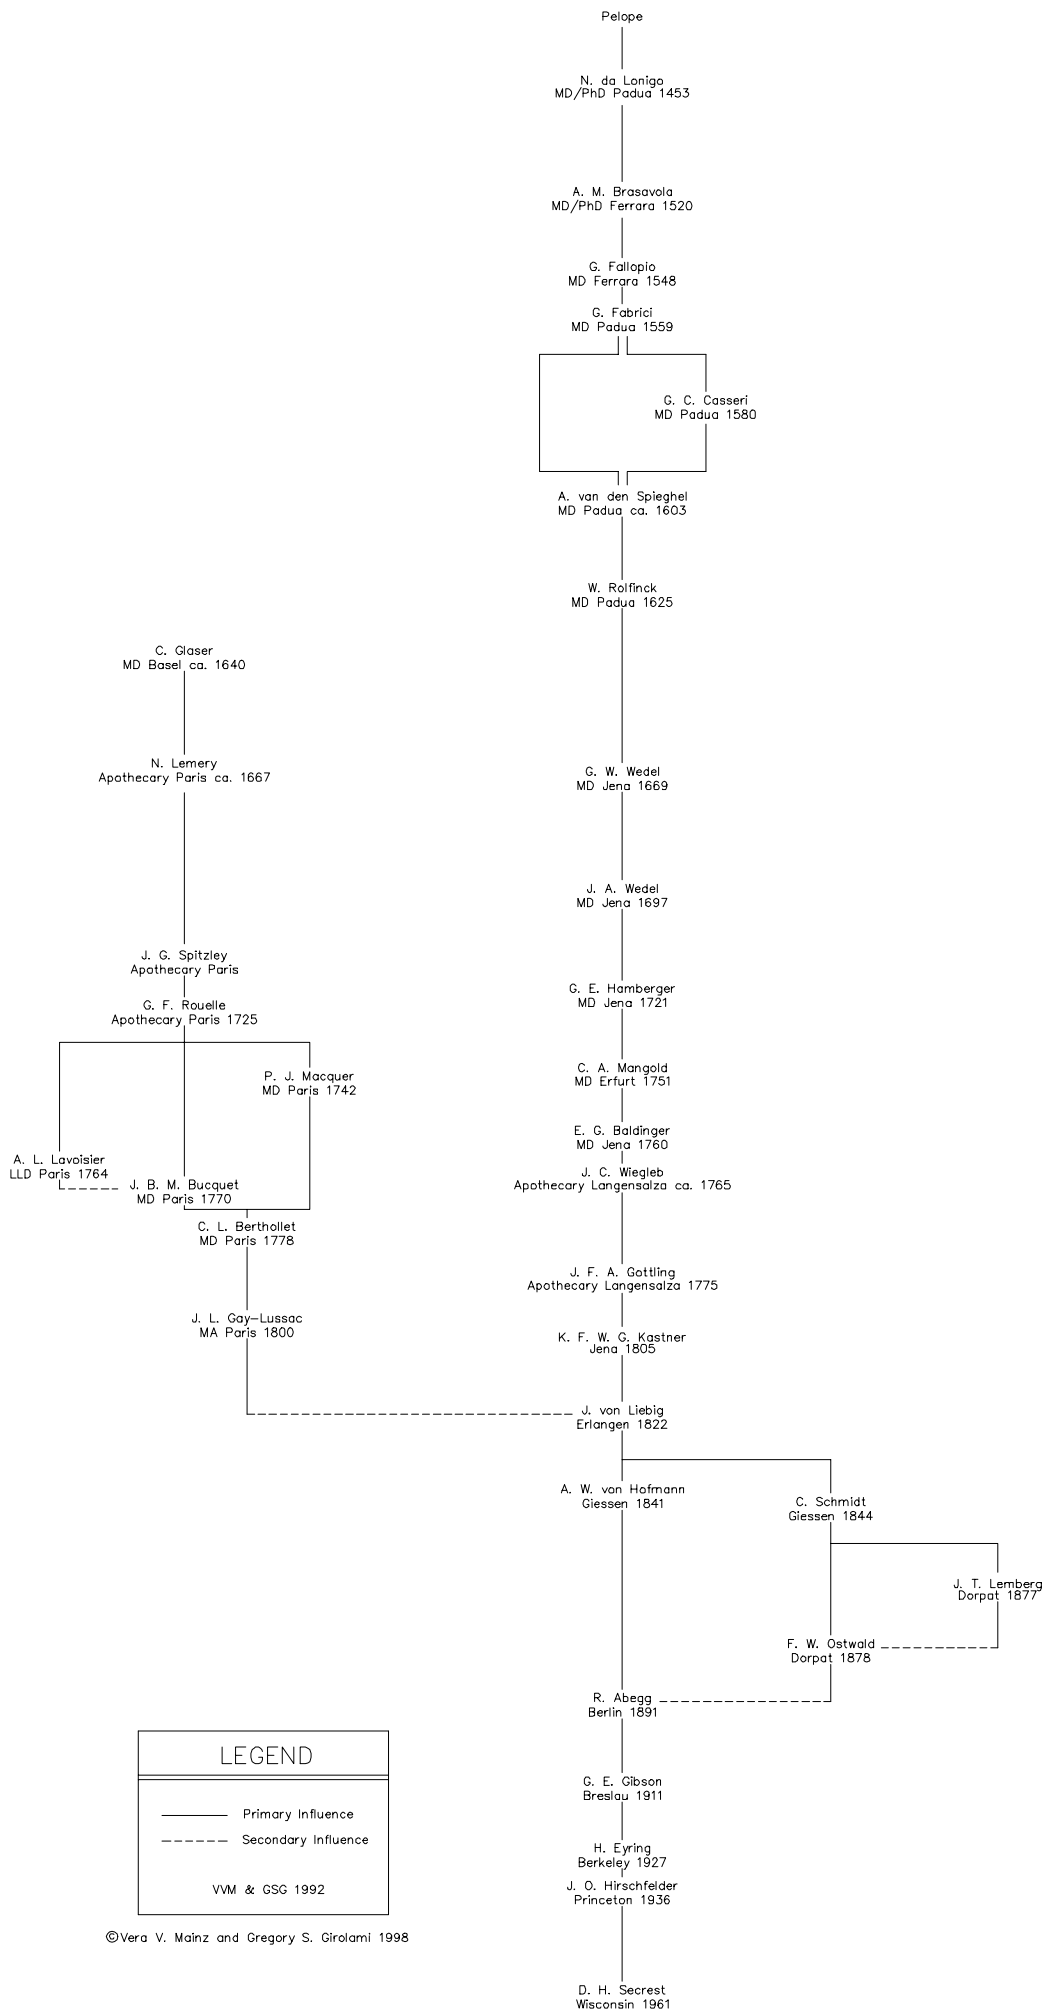 Pelope
N. da Lonigo
MD/PhD Padua 1453
A. M. Brasavola
MD/PhD Ferrara 1520
G. Fallopio
MD Ferrara 1548
G. Fabrici
MD Padua 1559
G. C. Casseri
MD Padua 1580
A. van den Spieghel
MD Padua ca. 1603
W. Rolfinck
MD Padua 1625
C. Glaser
MD Basel ca. 1640
N. Lemery
Apothecary Paris ca. 1667
G. W. Wedel
MD Jena 1669
J. A. Wedel
MD Jena 1697
J. G. Spitzley
Apothecary Paris
G. E. Hamberger
MD Jena 1721
G. F. Rouelle
Apothecary Paris 1725
P. J. Macquer
MD Paris 1742
C. A. Mangold
MD Erfurt 1751
E. G. Baldinger
MD Jena 1760
A. L. Lavoisier
LLD Paris 1764
J. C. Wiegleb
Apothecary Langensalza ca. 1765
J. B. M. Bucquet
MD Paris 1770
C. L. Berthollet
MD Paris 1778
J. F. A. Gottling
Apothecary Langensalza 1775
J. L. Gay-Lussac
MA Paris 1800
K. F. W. G. Kastner
Jena 1805
J. von Liebig
Erlangen 1822
A. W. von Hofmann
Giessen 1841
C. Schmidt
Giessen 1844
J. T. Lemberg
Dorpat 1877
F. W. Ostwald
Dorpat 1878
R. Abegg
Berlin 1891
G. E. Gibson
Breslau 1911
H. Eyring
Berkeley 1927
J. O. Hirschfelder
Princeton 1936
D. H. Secrest
Wisconsin 1961
LEGEND
Primary Influence
Secondary Influence
VVM & GSG 1992
©Vera V. Mainz and Gregory S. Girolami 1998